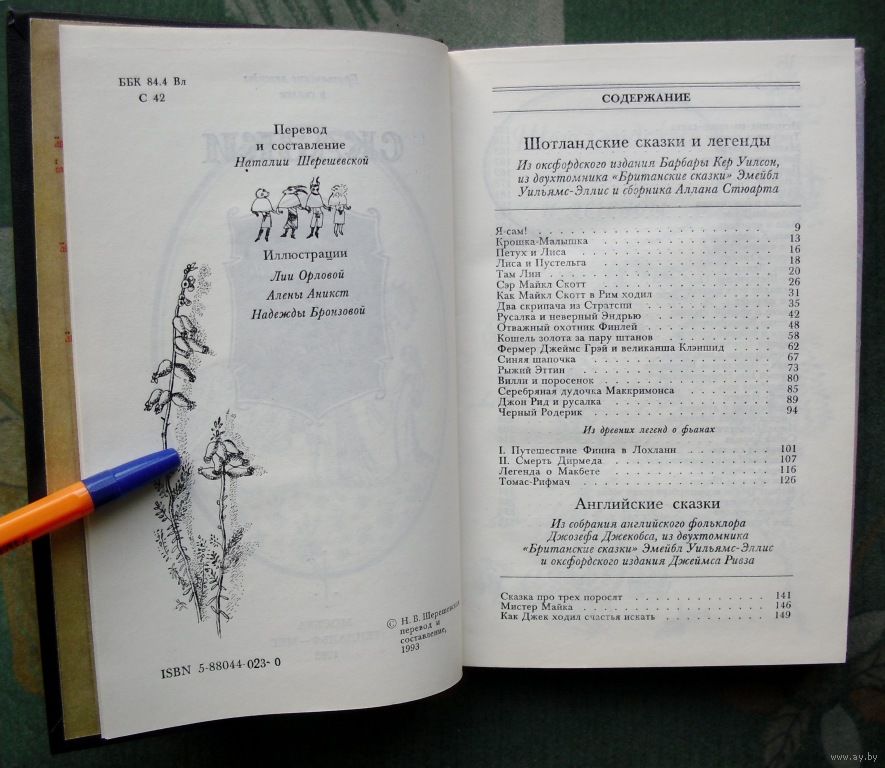 ББК 84.4 Вл
С 42
Перевод
и составление
Наталии Шерешевской
Иллюстрации
Лии Орловой
Алены Аникст
Надежды Бронзовой
© Н. В. Шерешевская
перевод и
составление,
1993
ISBN 5-88044-023-0
СОДЕРЖАНИЕ
Шотландские сказки и легенды
Из оксфордского издания Барбары Кер Уилсон,
из двухтомника «Британские сказки» Эмейбл
Уильямс-Эллис и сборника Аллана Стюарта
Я сам! 9
Крошка-Малышка 13
Петух и Лиса 16
Лиса и Пустельга 18
Там Лин 20
Сэр Майкл Скотт 26
Как Майкл Скотт в Рим ходил 31
Два скрипача из Стратспи 35
Русалка и неверный Эндрью 42
Отважный охотник Финлей 48
Кошель золота за пару штанов 58
Фермер Джеймс Грэй и великанша Клэншид 62
Синяя шапочка 67
Рыжий Эттин 73
Вилли и поросенок 80
Серебряная дудочка Маккримонса 85
Джон Рид и русалка 89
Черный Родерик 94
Из древних легенд о фьанах
I. Путешествие Финна в Лохланн 101
II. Смерть Дирмеда 107
Легенда о Макбете 116
Томас-Рифмач 126
Английские сказки
Из собрания английского фольклора
Джозефа Джекобса, из двухтомника
«Британские сказки» Эмейбл Уильямс-Эллис
и оксфордского издания Джеймса Ривза
Сказка про трех поросят 141
Мистер Майка 146
Как Джек ходил счастья искать 149
www.ay.by